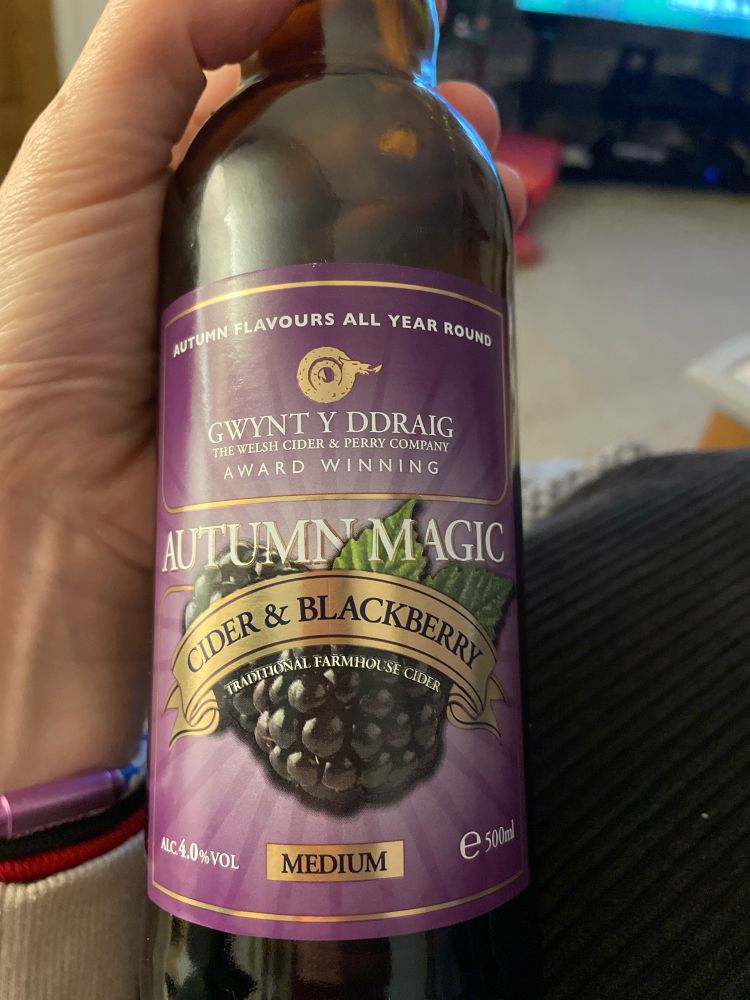 AUTUMN FLAVOURS ALL YEAR ROUND
GWYNT Y DDRAIG
THE WELSH CIDER & PERRY COMPANY
AWARD WINNING
AUTUMN MAGIC
CIDER & BLACKBERRY
TRADITIONAL FARMHOUSE CIDER
ALC.4.0%VOL
MEDIUM
℮ 500ml